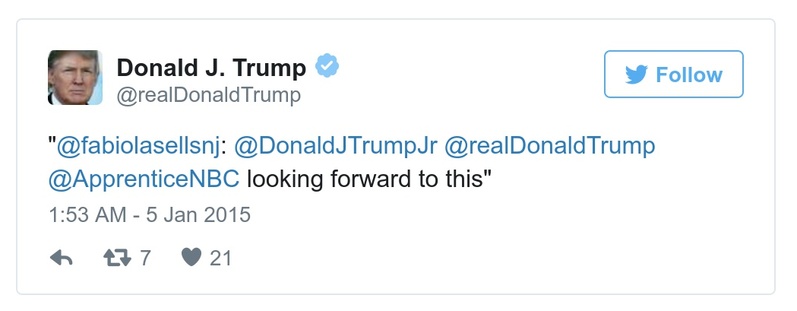 Donald J. Trump
@realDonaldTrump
Follow
"@fabiolasellsnj: @DonaldJTrumpJr @realDonaldTrump
@ApprenticeNBC looking forward to this"
1:53 AM - 5 Jan 2015
7 21